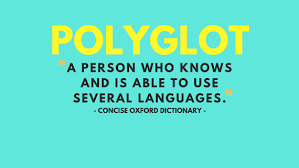 POLYGLOT
"A PERSON WHO KNOWS
AND IS ABLE TO USE
SEVERAL LANGUAGES."
- CONCISE OXFORD DICTIONARY -